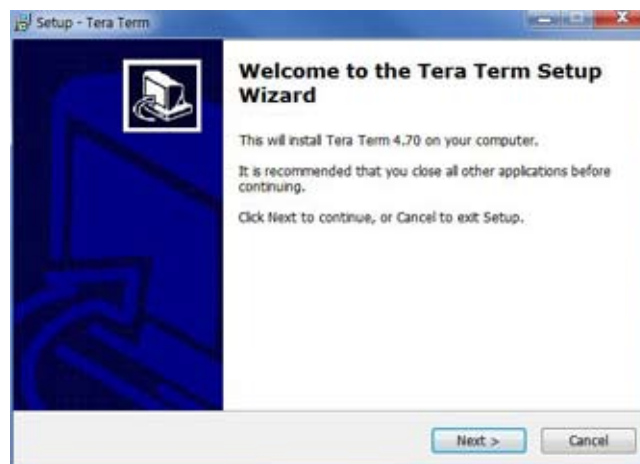 Setup - Tera Term
Welcome to the Tera Term Setup
Wizard
This will install Tera Term 4.70 on your computer.
It is recommended that you close all other applications before
continuing.
Click Next to continue, or Cancel to exit Setup.
Next >
Cancel